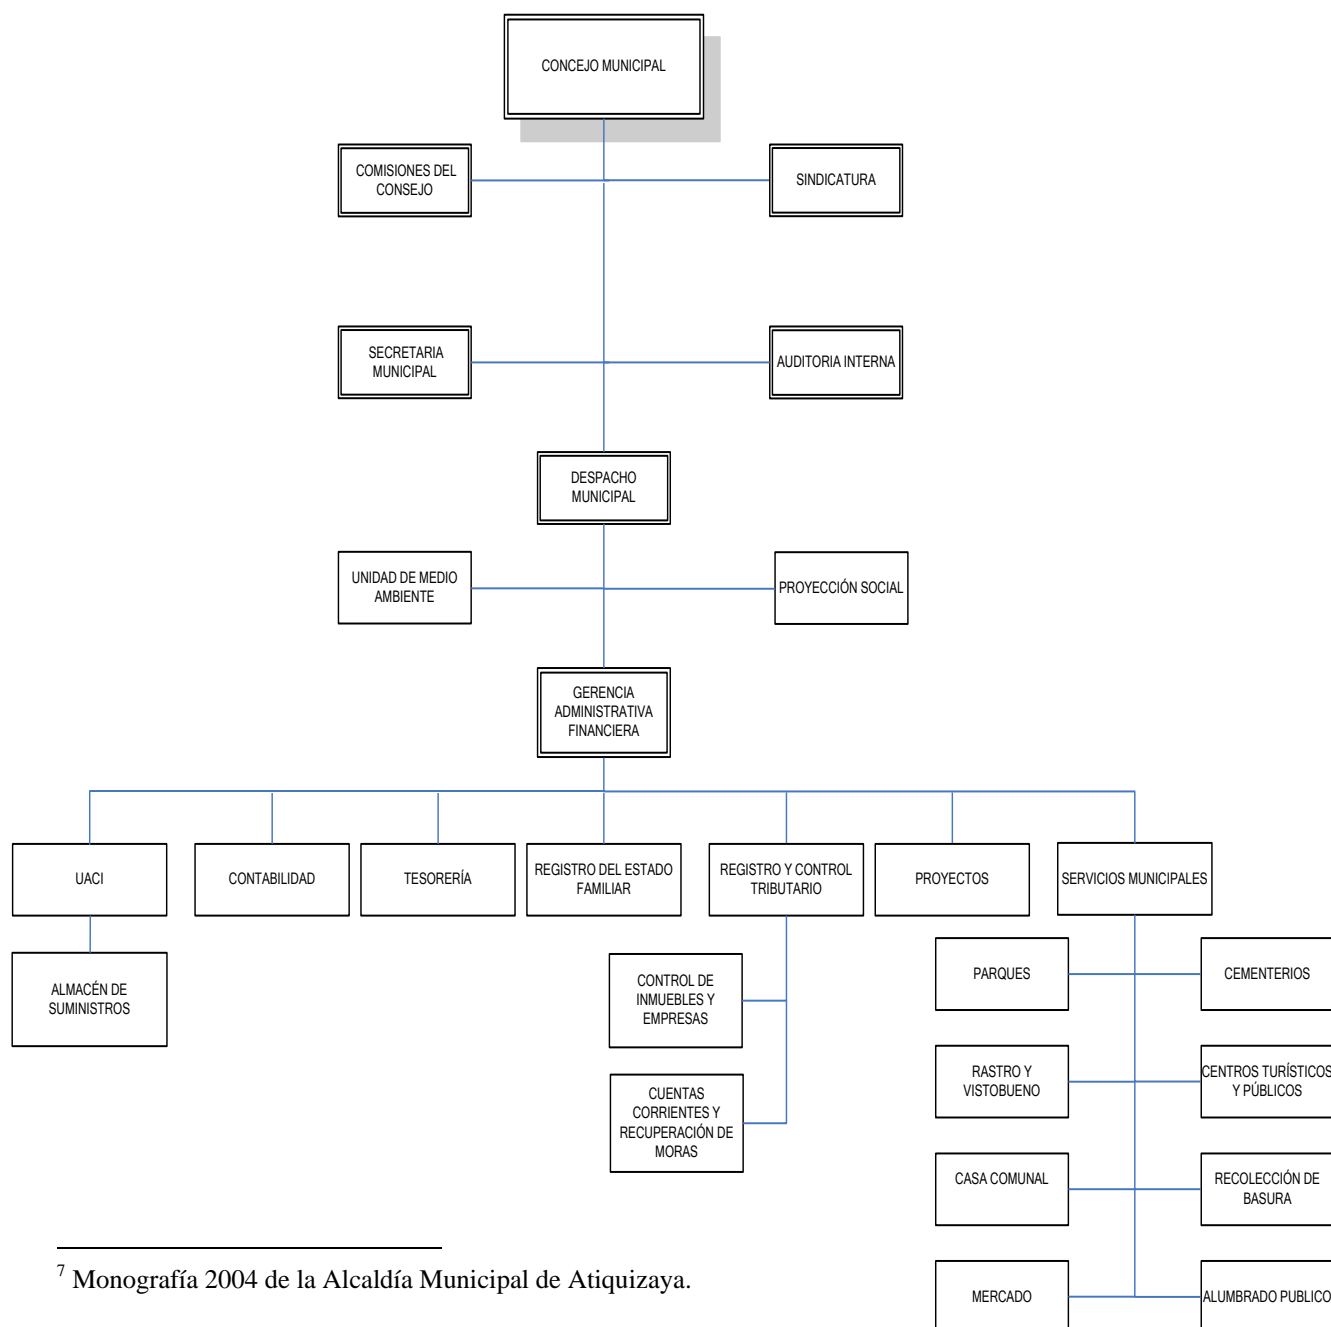 CONCEJO MUNICIPAL
COMISIONES DEL
CONSEJO
SINDICATURA
SECRETARIA
MUNICIPAL
AUDITORIA INTERNA
DESPACHO
MUNICIPAL
UNIDAD DE MEDIO
AMBIENTE
PROYECCIÓN SOCIAL
GERENCIA
ADMINISTRATIVA
FINANCIERA
UACI
CONTABILIDAD
TESORERÍA
REGISTRO DEL ESTADO
FAMILIAR
REGISTRO Y CONTROL
TRIBUTARIO
PROYECTOS
SERVICIOS MUNICIPALES
ALMACÉN DE
SUMINISTROS
CONTROL DE
INMUEBLES Y
EMPRESAS
CUENTAS
CORRIENTES Y
RECUPERACIÓN DE
MORAS
PARQUES
CEMENTERIOS
RASTRO Y
VISTOBUENO
CENTROS TURÍSTICOS
Y PÚBLICOS
CASA COMUNAL
RECOLECCIÓN DE
BASURA
MERCADO
ALUMBRADO PUBLICO
7 Monografía 2004 de la Alcaldía Municipal de Atiquizaya.